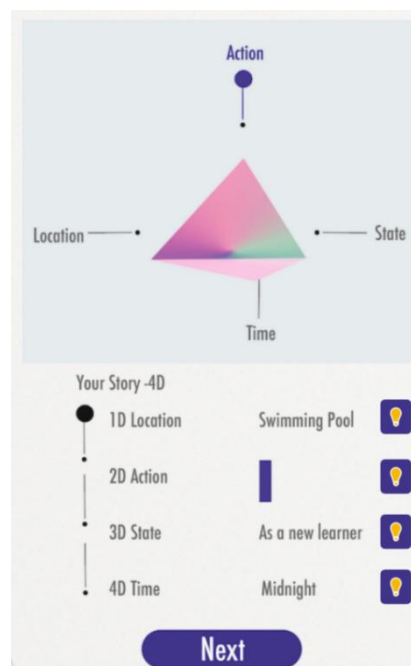 Action
Location
State
Time
Your Story -4D
1D Location Swimming Pool
2D Action
3D State As a new learner
4D Time Midnight
Next